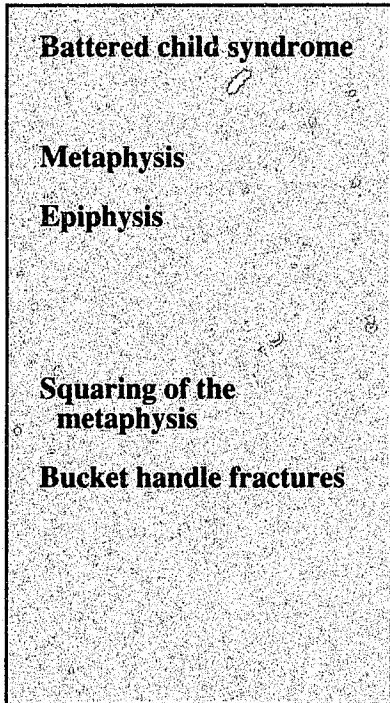 Battered child syndrome
Metaphysis
Epiphysis
Squaring of the
metaphysis
Bucket handle fractures